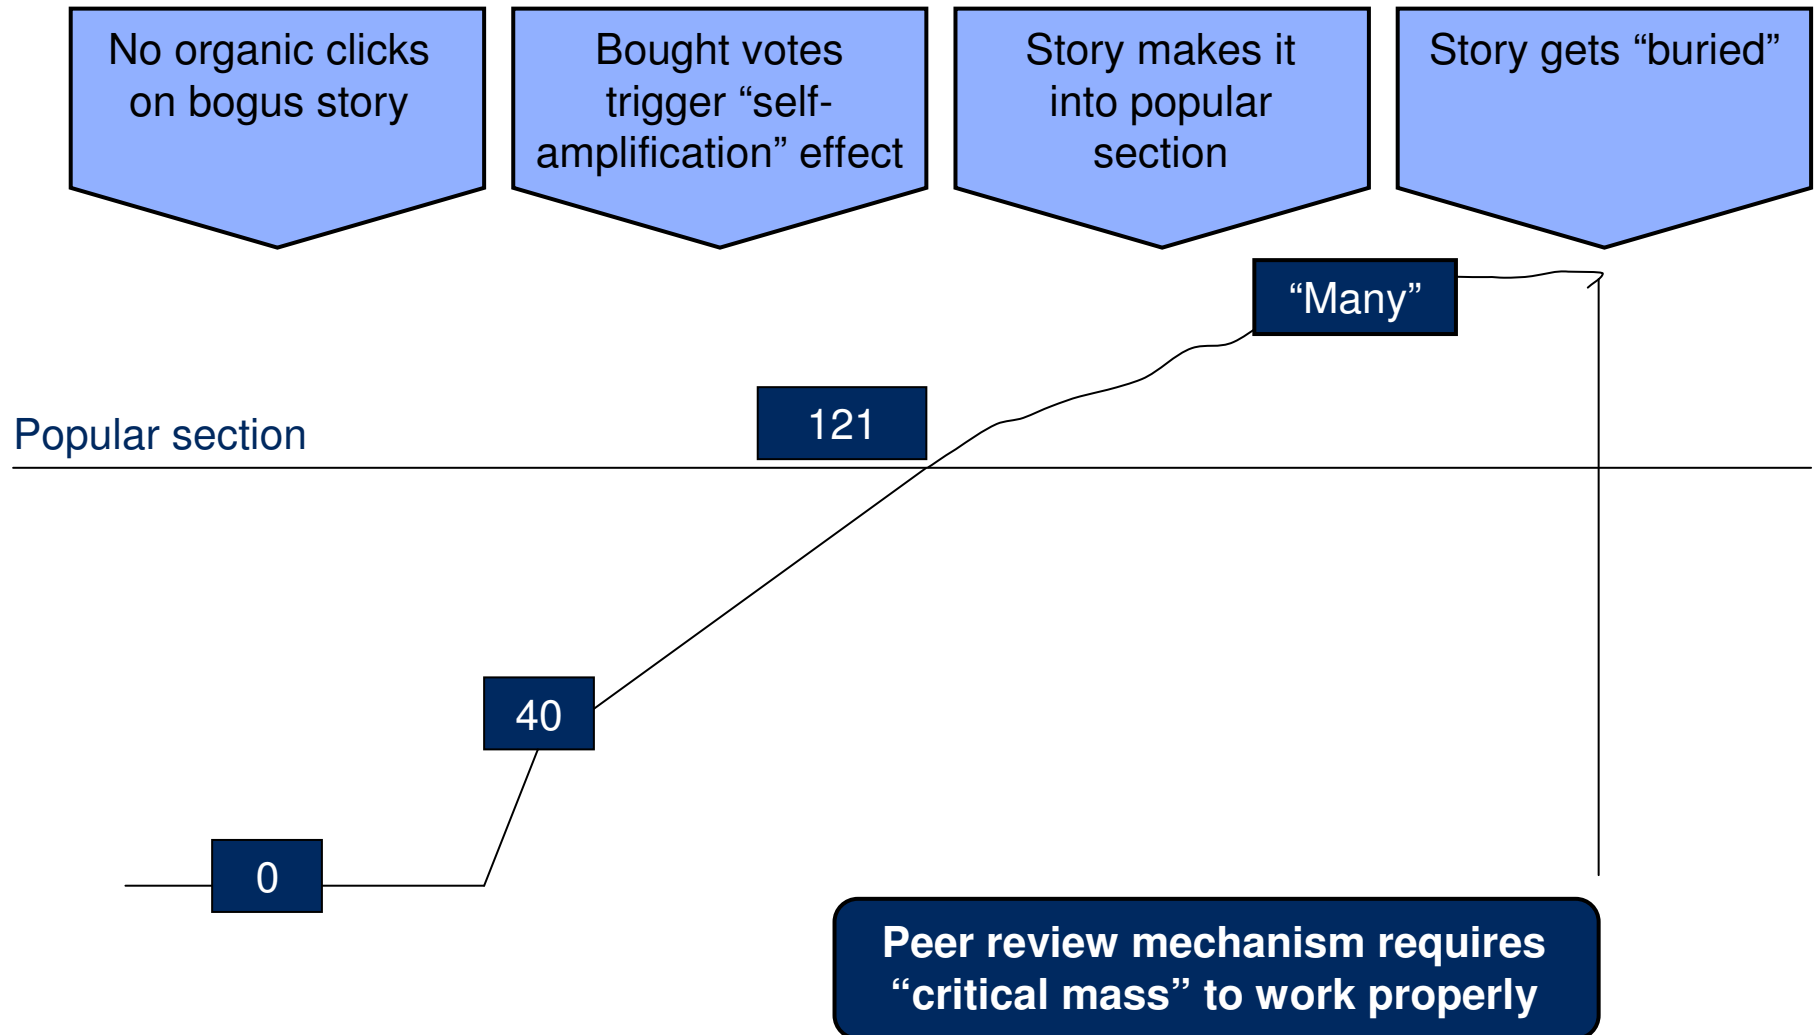 No organic clicks
on bogus story
Bought votes
trigger “self-
amplification” effect
Story makes it
into popular
section
Story gets “buried”
“Many”
121
Popular section
40
0
Peer review mechanism requires
“critical mass” to work properly